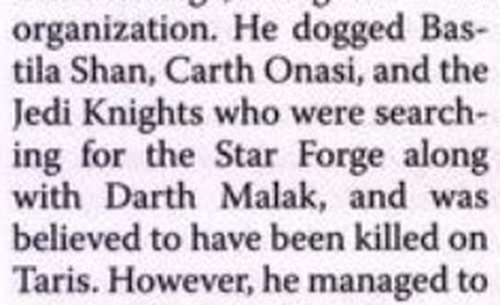 organization. He dogged Bas-
tila Shan, Carth Onasi, and the
Jedi Knights who were search-
ing for the Star Forge along
with Darth Malak, and was
believed to have been killed on
Taris. However, he managed to